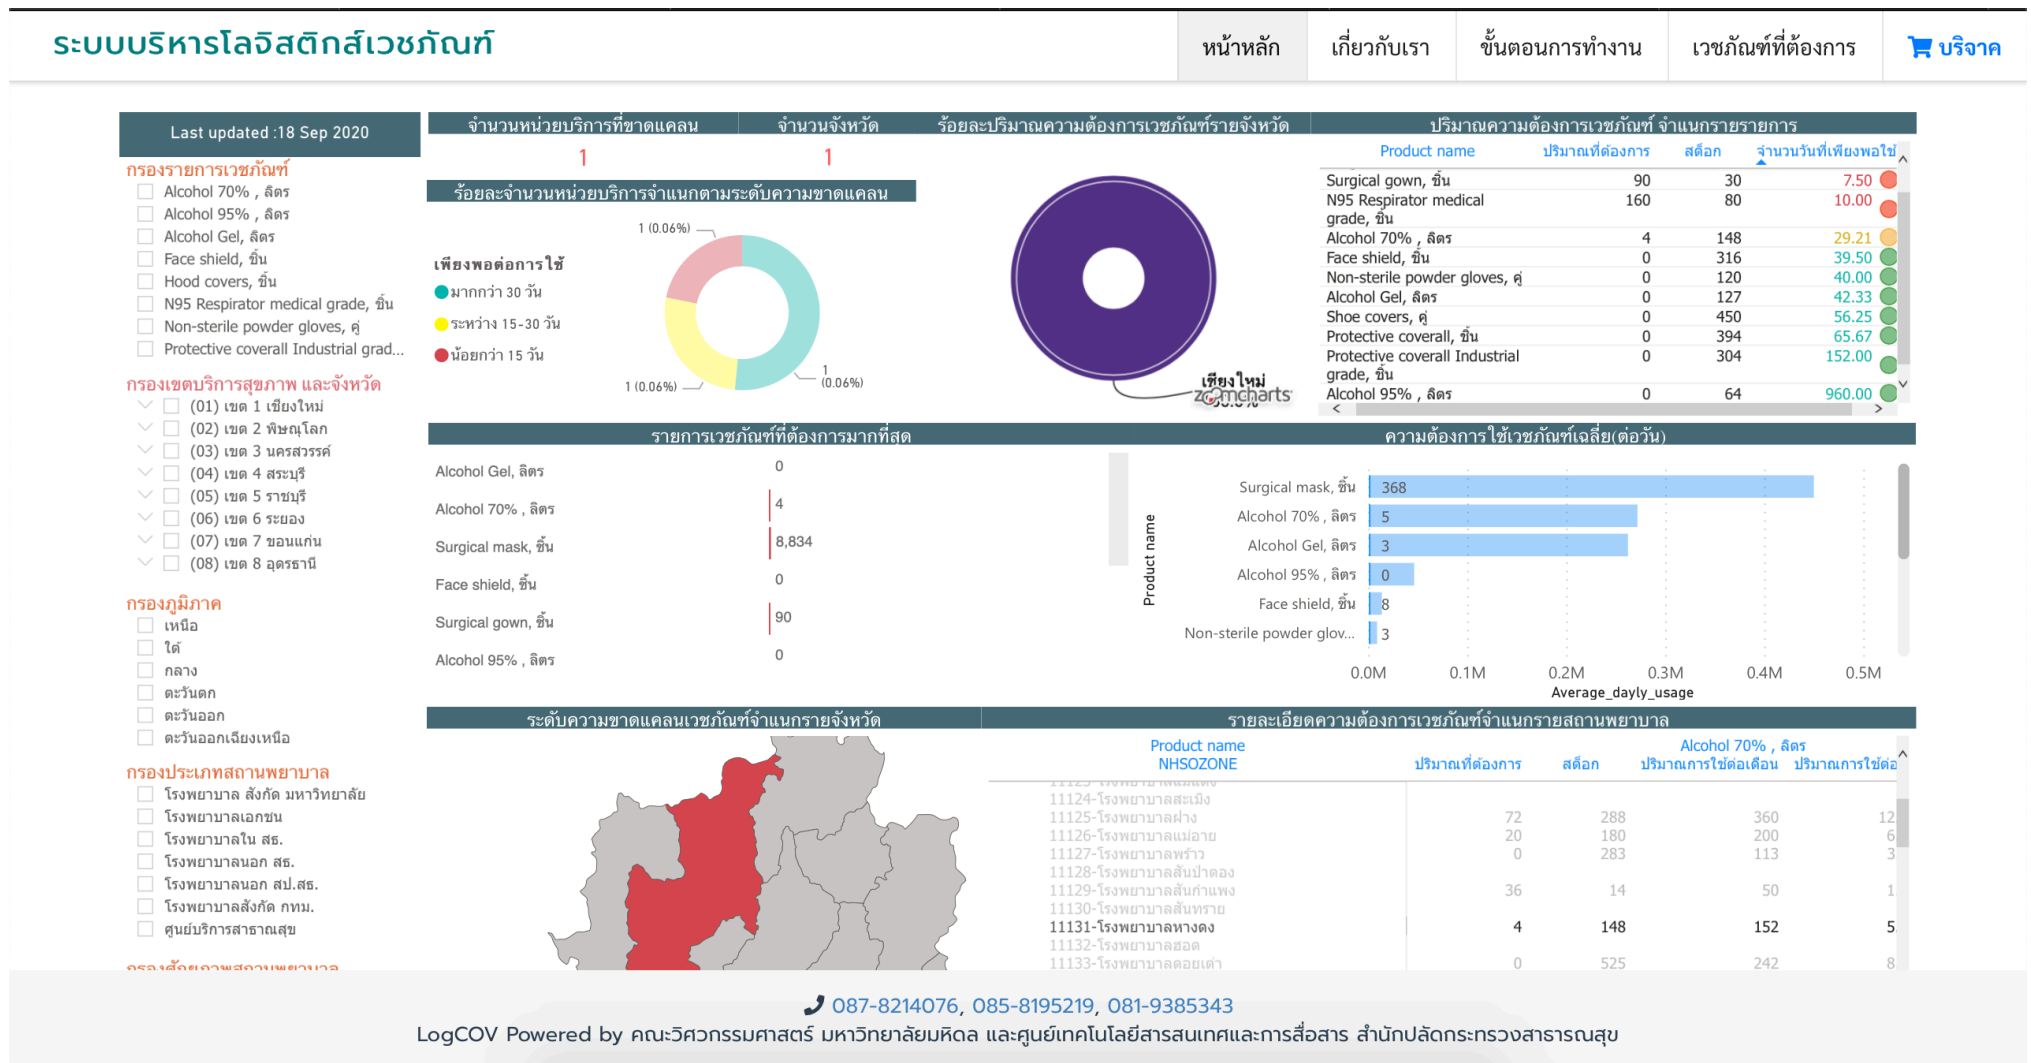 ระบบบริหารโลจิสติกส์เวชภัณฑ์
หน้าหลัก
เกี่ยวกับเรา
ขั้นตอนการทำงาน
เวชภัณฑ์ที่ต้องการ
บริจาค
Last updated :18 Sep 2020
กรองรายการเวชภัณฑ์
Alcohol 70% , ลิตร
Alcohol 95% , ลิตร
Alcohol Gel, ลิตร
Face shield, ชิ้น
Hood covers, ชิ้น
N95 Respirator medical grade, ชิ้น
Non-sterile powder gloves, คู่
Protective coverall Industrial grad...
กรองเขตบริการสุขภาพ และจังหวัด
(01) เขต 1 เชียงใหม่
(02) เขต 2 พิษณุโลก
(03) เขต 3 นครสวรรค์
(04) เขต 4 สระบุรี
(05) เขต 5 ราชบุรี
(06) เขต 6 ระยอง
(07) เขต 7 ขอนแก่น
(08) เขต 8 อุดรธานี
กรองภูมิภาค
เหนือ
ใต้
กลาง
ตะวันตก
ตะวันออก
ตะวันออกเฉียงเหนือ
กรองประเภทสถานพยาบาล
โรงพยาบาล สังกัด มหาวิทยาลัย
โรงพยาบาลเอกชน
โรงพยาบาลใน สธ.
โรงพยาบาลนอก สธ.
โรงพยาบาลนอก สป.สธ.
โรงพยาบาลสังกัด กทม.
ศูนย์บริการสาธาณสุข
กรองศักยภาพสถานพยาบาล
จำนวนหน่วยบริการที่ขาดแคลน
1
จำนวนจังหวัด
1
ร้อยละจำนวนหน่วยบริการจำแนกตามระดับความขาดแคลน
เพียงพอต่อการใช้
มากกว่า 30 วัน
ระหว่าง 15-30 วัน
น้อยกว่า 15 วัน
1 (0.06%)
1 (0.06%)
1
(0.06%)
ร้อยละปริมาณความต้องการเวชภัณฑ์รายจังหวัด
เชียงใหม่
zoomcharts
ปริมาณความต้องการเวชภัณฑ์ จำแนกรายรายการ
Product name ปริมาณที่ต้องการ สต็อก จำนวนวันที่เพียงพอใช้
Surgical gown, ชิ้น 90 30 7.50
N95 Respirator medical 160 80 10.00
grade, ชิ้น
Alcohol 70% , ลิตร 4 148 29.21
Face shield, ชิ้น 0 316 39.50
Non-sterile powder gloves, คู่ 0 120 40.00
Alcohol Gel, ลิตร 0 127 42.33
Shoe covers, คู่ 0 450 56.25
Protective coverall, ชิ้น 0 394 65.67
Protective coverall Industrial 0 304 152.00
grade, ชิ้น
Alcohol 95% , ลิตร 0 64 960.00
รายการเวชภัณฑ์ที่ต้องการมากที่สุด
Alcohol Gel, ลิตร 0
Alcohol 70% , ลิตร 4
Surgical mask, ชิ้น 8,834
Face shield, ชิ้น 0
Surgical gown, ชิ้น 90
Alcohol 95% , ลิตร 0
ความต้องการใช้เวชภัณฑ์เฉลี่ย(ต่อวัน)
Product name
Surgical mask, ชิ้น 368
Alcohol 70% , ลิตร 5
Alcohol Gel, ลิตร 3
Alcohol 95% , ลิตร 0
Face shield, ชิ้น 8
Non-sterile powder glov... 3
0.0M 0.1M 0.2M 0.3M 0.4M 0.5M
Average_dayly_usage
ระดับความขาดแคลนเวชภัณฑ์จำแนกรายจังหวัด
รายละเอียดความต้องการเวชภัณฑ์จำแนกรายสถานพยาบาล
Product name Alcohol 70% , ลิตร
NHSOZONE ปริมาณที่ต้องการ สต็อก ปริมาณการใช้ต่อเดือน ปริมาณการใช้ต่อ
11124-โรงพยาบาลสะเมิง
11125-โรงพยาบาลฝาง 72 288 360 12
11126-โรงพยาบาลแม่อาย 20 180 200 6
11127-โรงพยาบาลพร้าว 0 283 113 3
11128-โรงพยาบาลสันป่าตอง
11129-โรงพยาบาลสันกำแพง 36 14 50 1
11130-โรงพยาบาลสันทราย
11131-โรงพยาบาลหางดง 4 148 152 5
11132-โรงพยาบาลฮอด
11133-โรงพยาบาลดอยเต่า 0 525 242 8
087-8214076, 085-8195219, 081-9385343
LogCOV Powered by คณะวิศวกรรมศาสตร์ มหาวิทยาลัยมหิดล และศูนย์เทคโนโลยีสารสนเทศและการสื่อสาร สำนักปลัดกระทรวงสาธารณสุข